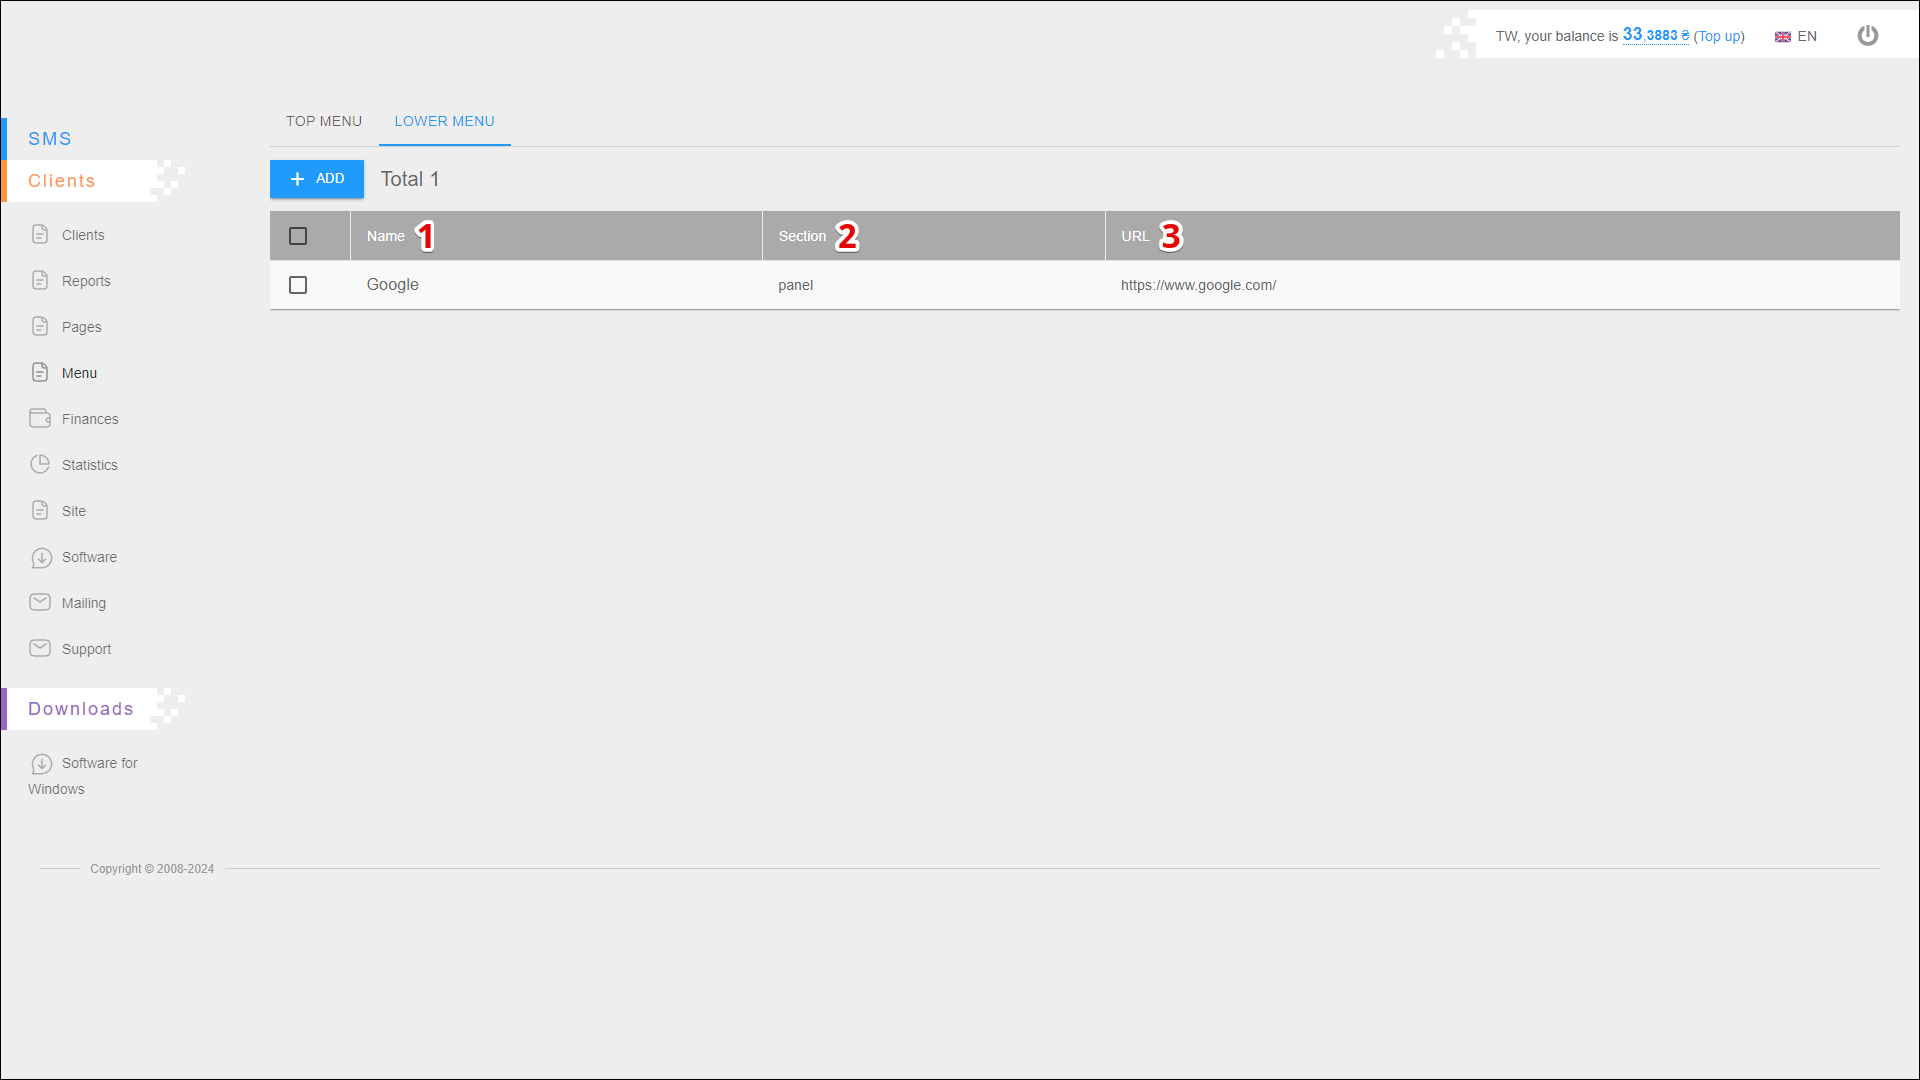 TW, your balance is 33,3883 ₴ (Top up)
EN
SMS
Clients
Clients
Reports
Pages
Menu
Finances
Statistics
Site
Software
Mailing
Support
Downloads
Software for
Windows
TOP MENU
LOWER MENU
+ ADD
Total 1
Name 1
Section 2
URL 3
Google
panel
https://www.google.com/
Copyright © 2008-2024